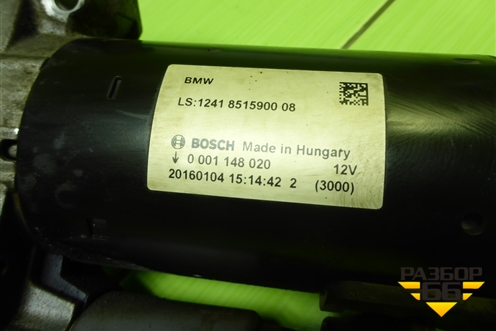 BMW
LS:1241 8515900 08
BOSCH Made in Hungary
↓ 0 001 148 020 12V
20160104 15:14:42 2 (3000)
РАЗБОР
66